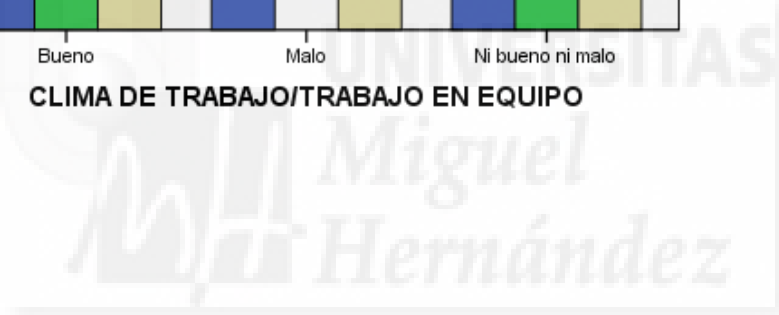 Bueno Malo Ni bueno ni malo
UNIVERSITAS
CLIMA DE TRABAJO/TRABAJO EN EQUIPO
Miguel
Hernández